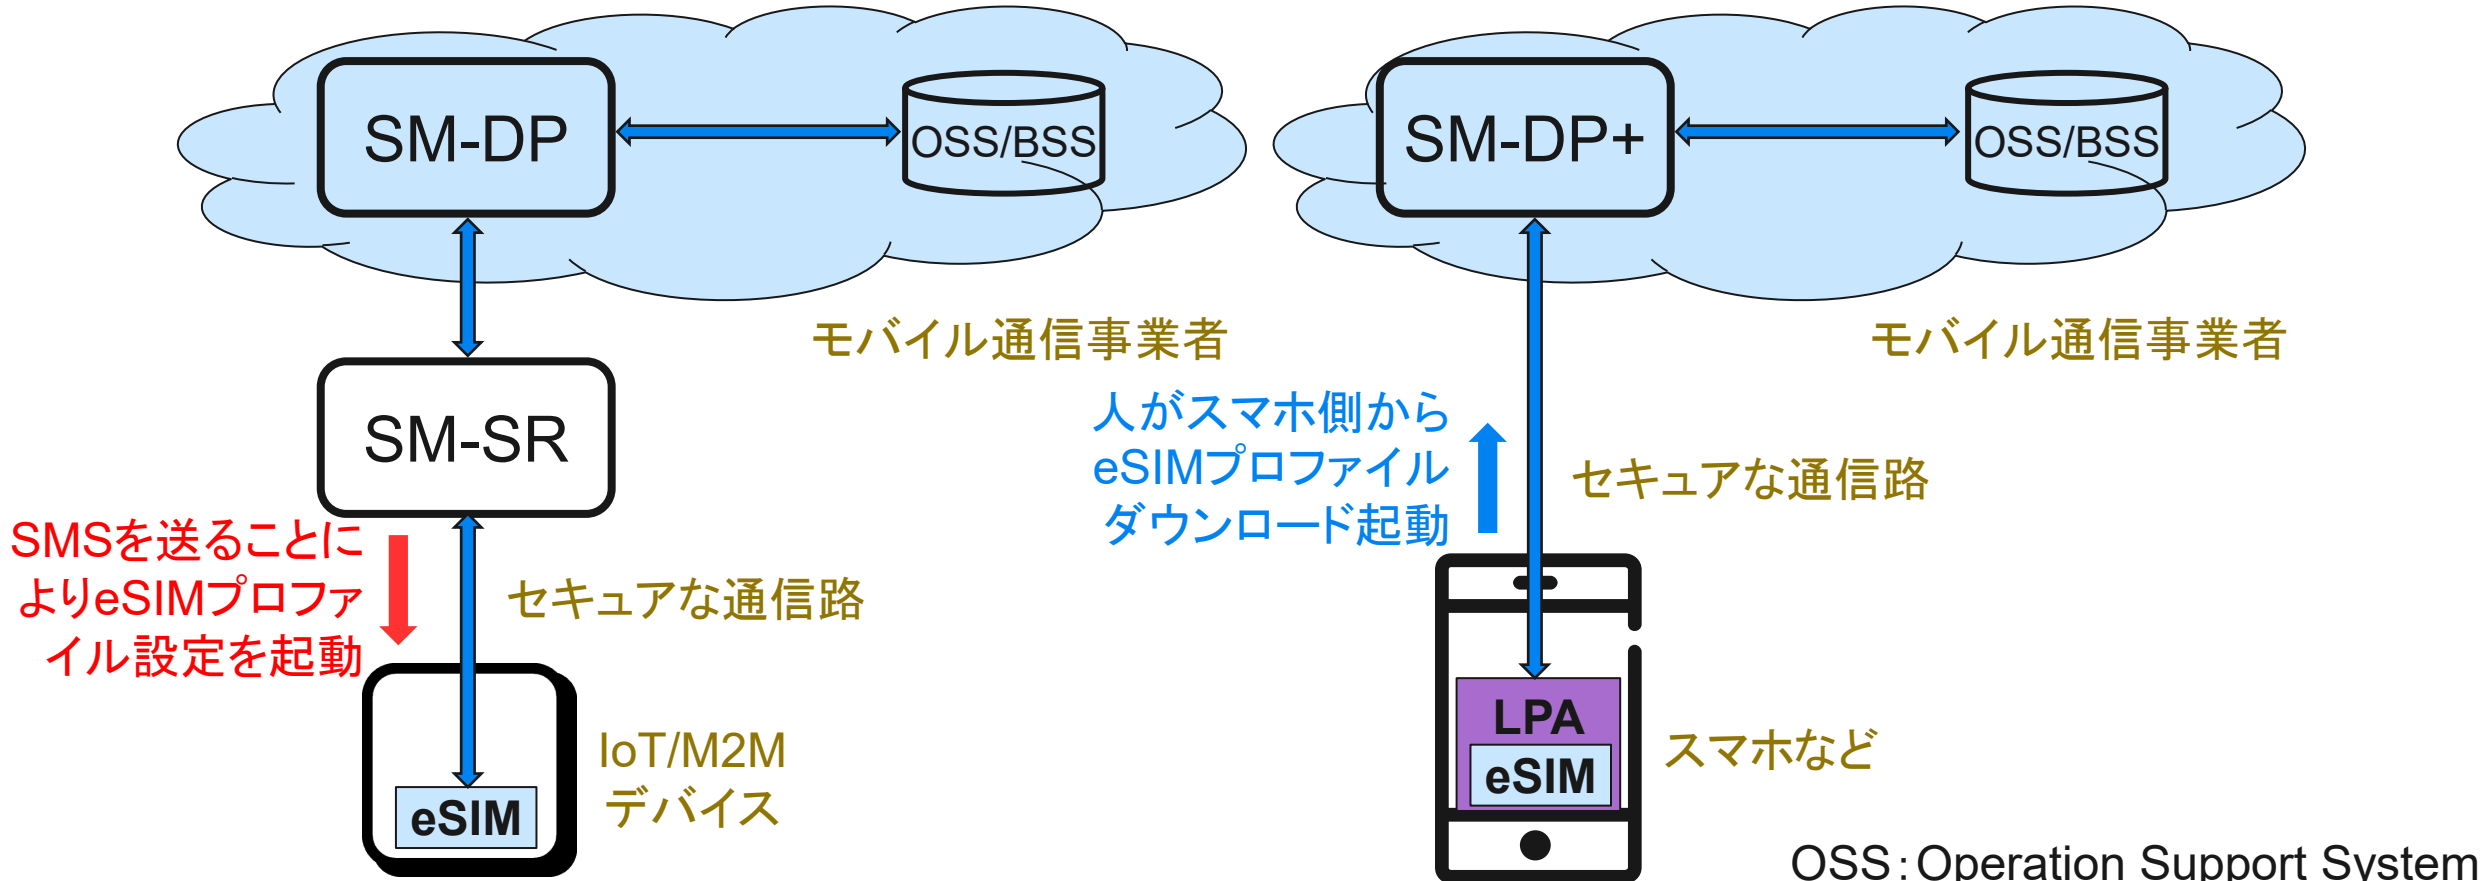 SM-DP
OSS/BSS
モバイル通信事業者
SM-SR
SMSを送ることに
よりeSIMプロファ
イル設定を起動
セキュアな通信路
eSIM
IoT/M2M
デバイス
SM-DP+
OSS/BSS
モバイル通信事業者
人がスマホ側から
eSIMプロファイル
ダウンロード起動
セキュアな通信路
LPA
eSIM
スマホなど
OSS：Operation Support System